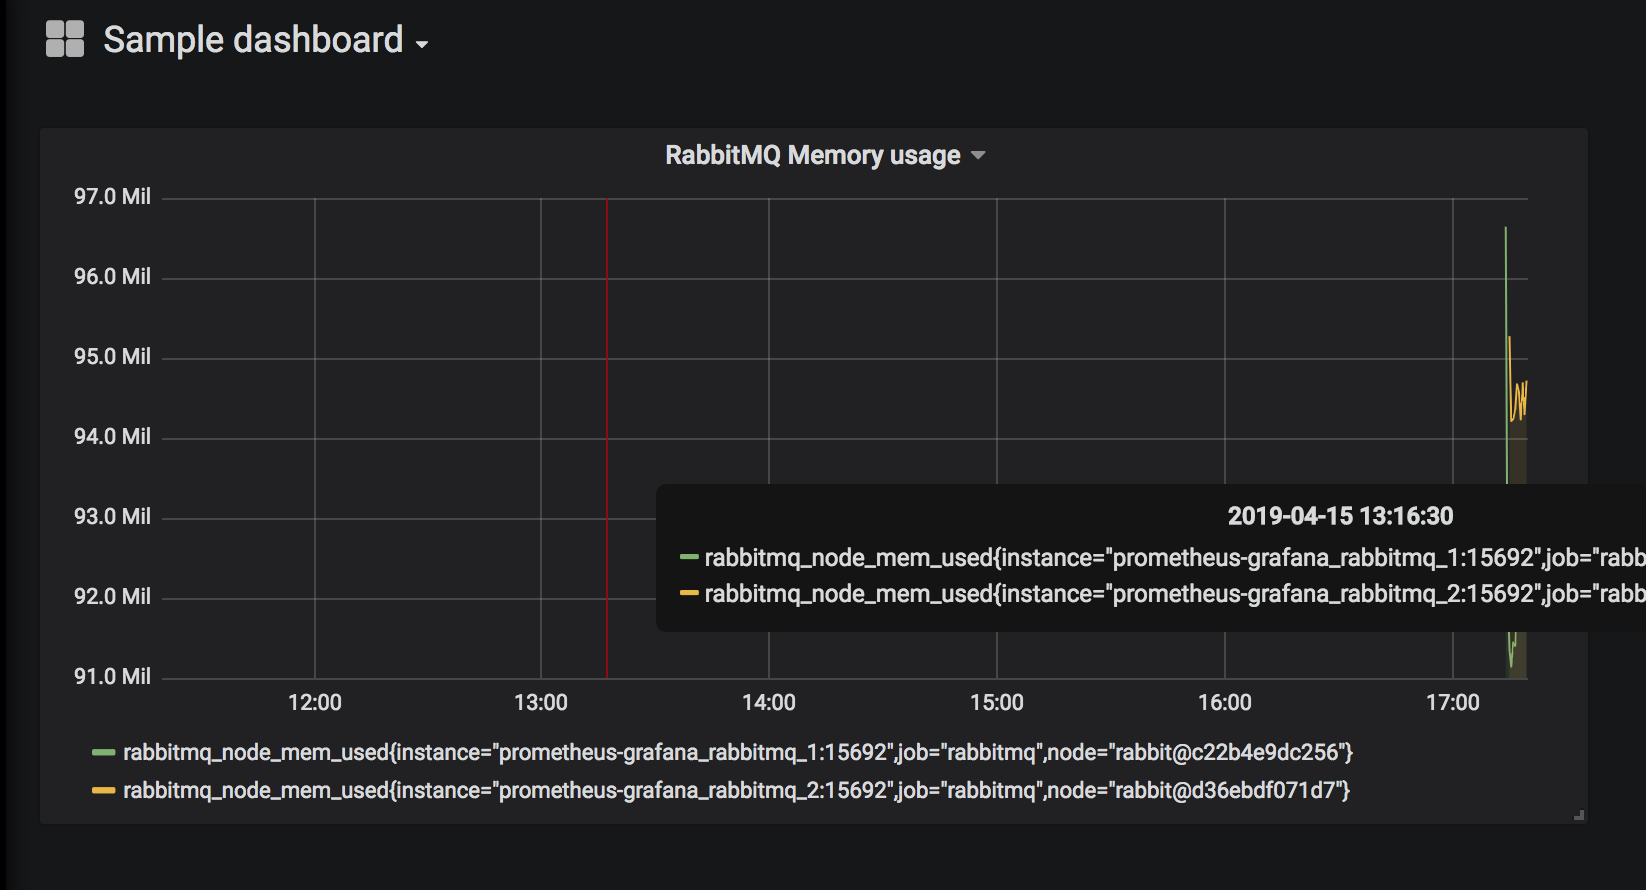 Sample dashboard
RabbitMQ Memory usage
97.0 Mil
96.0 Mil
95.0 Mil
94.0 Mil
93.0 Mil
92.0 Mil
91.0 Mil
2019-04-15 13:16:30
rabbitmq_node_mem_used{instance="prometheus-grafana_rabbitmq_1:15692",job="rabb
rabbitmq_node_mem_used{instance="prometheus-grafana_rabbitmq_2:15692",job="rabb
12:00 13:00 14:00 15:00 16:00 17:00
rabbitmq_node_mem_used{instance="prometheus-grafana_rabbitmq_1:15692",job="rabbitmq",node="rabbit@c22b4e9dc256"}
rabbitmq_node_mem_used{instance="prometheus-grafana_rabbitmq_2:15692",job="rabbitmq",node="rabbit@d36ebdf071d7"}